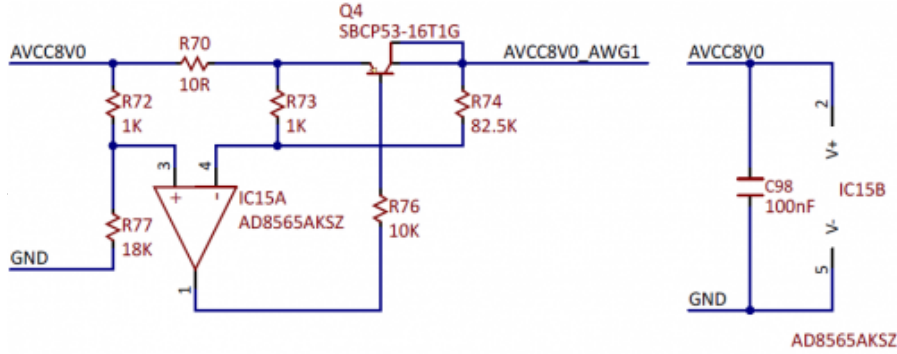 Q4
SBCP53-16T1G
AVCC8V0
R70
10R
AVCC8V0_AWG1
AVCC8V0
R72
1K
R73
1K
R74
82.5K
2
V+
3
4
+
-
IC15A
AD8565AKSZ
R77
18K
R76
10K
C98
100nF
IC15B
V-
GND
1
5
GND
AD8565AKSZ